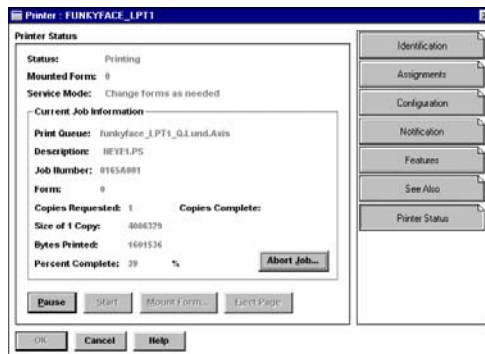 Printer : FUNKYFACE_LPT1
Printer Status
Status: Printing
Mounted Form: 0
Service Mode: Change forms as needed
Current Job Information
Print Queue: funkyface_LPT1_Q.Lund.Axis
Description: NEYE1.PS
Job Number: 0165A001
Form: 0
Copies Requested: 1 Copies Complete:
Size of 1 Copy: 4006329
Bytes Printed: 1601536
Percent Complete: 39 %
Abort Job...
Pause Start Mount Form... Eject Page
OK Cancel Help
Identification
Assignments
Configuration
Notification
Features
See Also
Printer Status